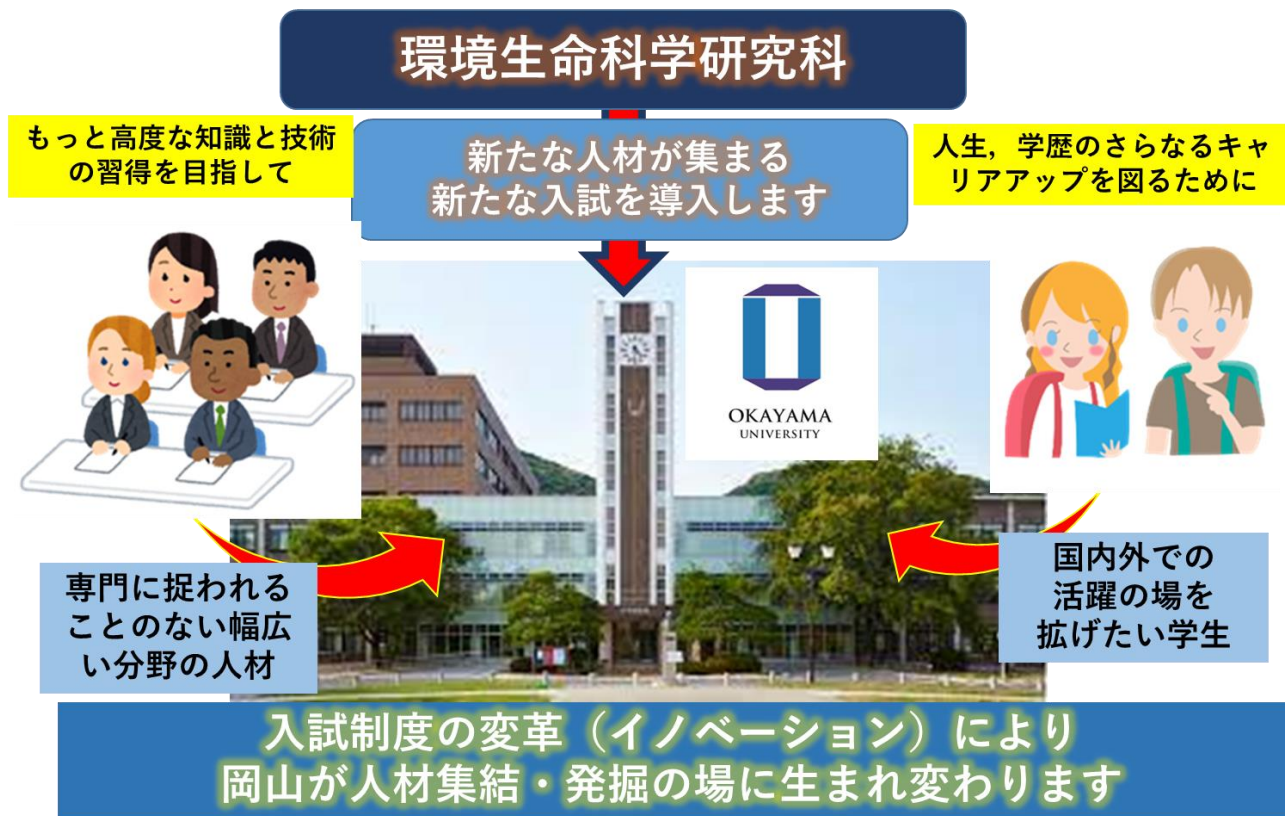 環境生命科学研究科
もっと高度な知識と技術
の習得を目指して
新たな人材が集まる
新たな入試を導入します
人生，学歴のさらなるキャ
リアアップを図るために
OKAYAMA
UNIVERSITY
専門に捉われる
ことのない幅広
い分野の人材
国内外での
活躍の場を
拡げたい学生
入試制度の変革（イノベーション）により
岡山が人材集結・発掘の場に生まれ変わります